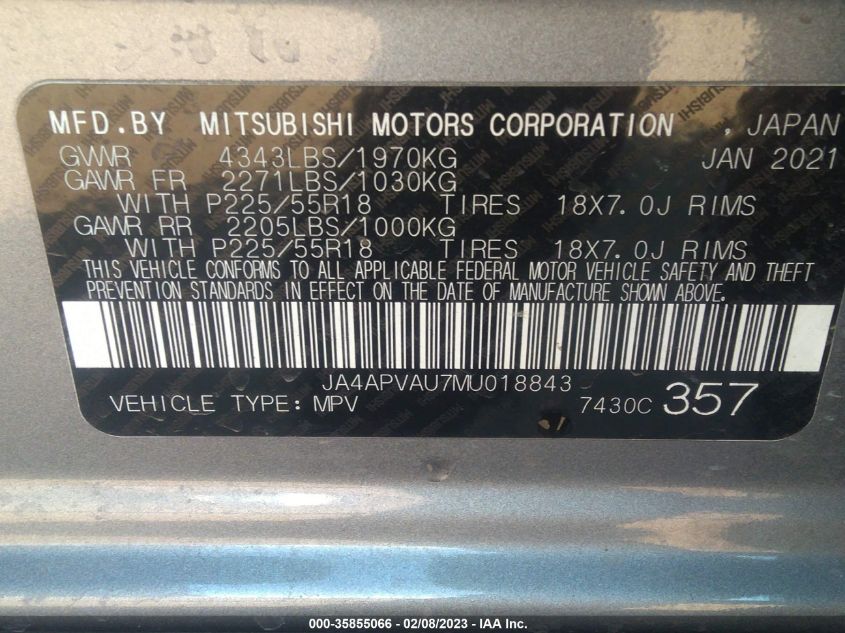 MFD.BY MITSUBISHI MOTORS CORPORATION , JAPAN
GVWR 4343LBS/1970KG JAN 2021
GAWR FR 2271LBS/1030KG
WITH P225/55R18 TIRES 18X7.0J RIMS
GAWR RR 2205LBS/1000KG
WITH P225/55R18 TIRES 18X7.0J RIMS
THIS VEHICLE CONFORMS TO ALL APPLICABLE FEDERAL MOTOR VEHICLE SAFETY AND THEFT
PREVENTION STANDARDS IN EFFECT ON THE DATE OF MANUFACTURE SHOWN ABOVE.
JA4APVAU7MU018843
VEHICLE TYPE: MPV 7430C 357
000-35855066 - 02/08/2023 - IAA Inc.